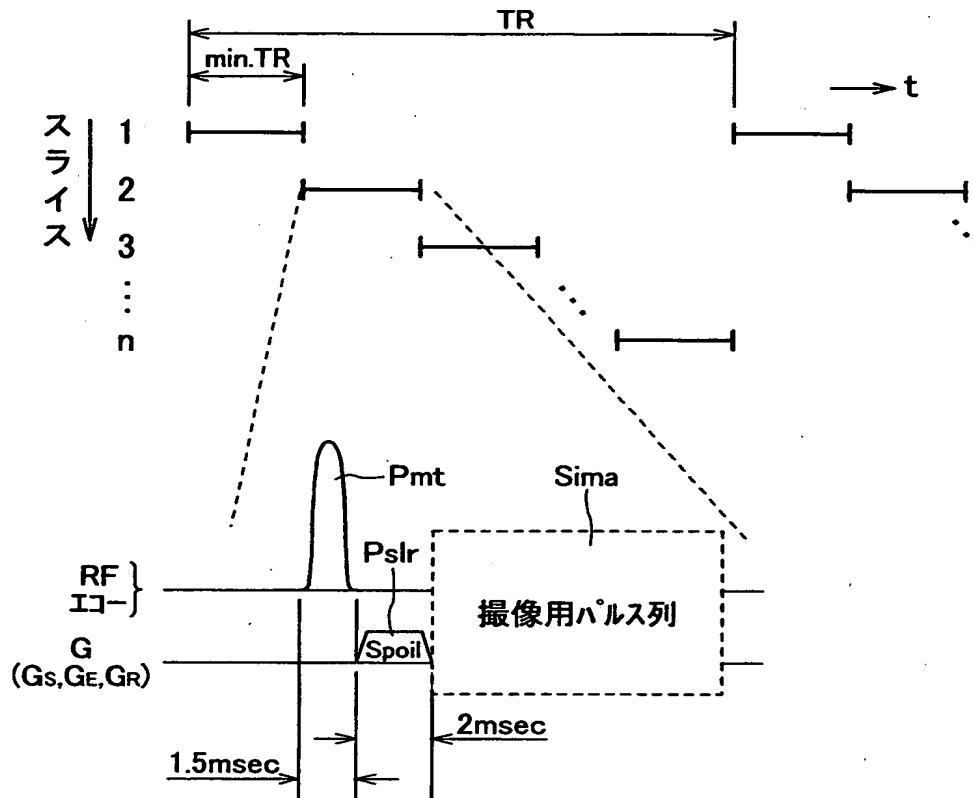 TR
min.TR
t
スライス
1
2
3
⋮
n
Pmt
Sima
Pslr
RF
エコー
撮像用パルス列
G
(GS,GE,GR)
Spoil
2msec
1.5msec